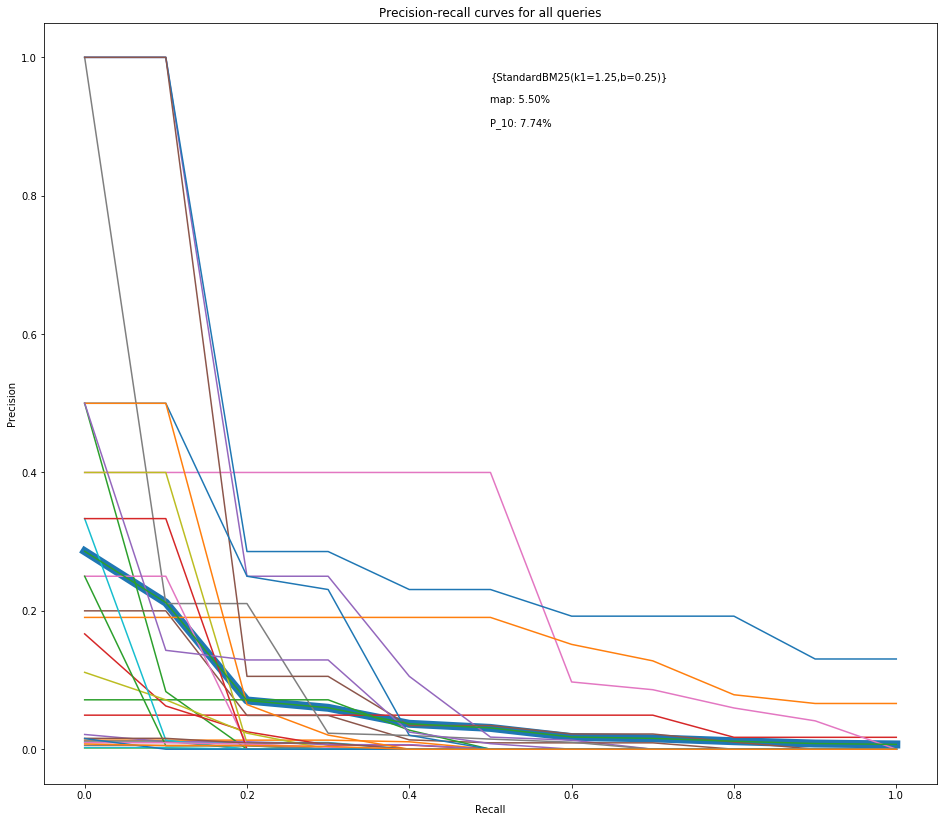 Precision-recall curves for all queries
{StandardBM25(k1=1.25,b=0.25)}
map: 5.50%
P_10: 7.74%
1.0
0.8
0.6
0.4
0.2
0.0
Precision
0.0 0.2 0.4 0.6 0.8 1.0
Recall